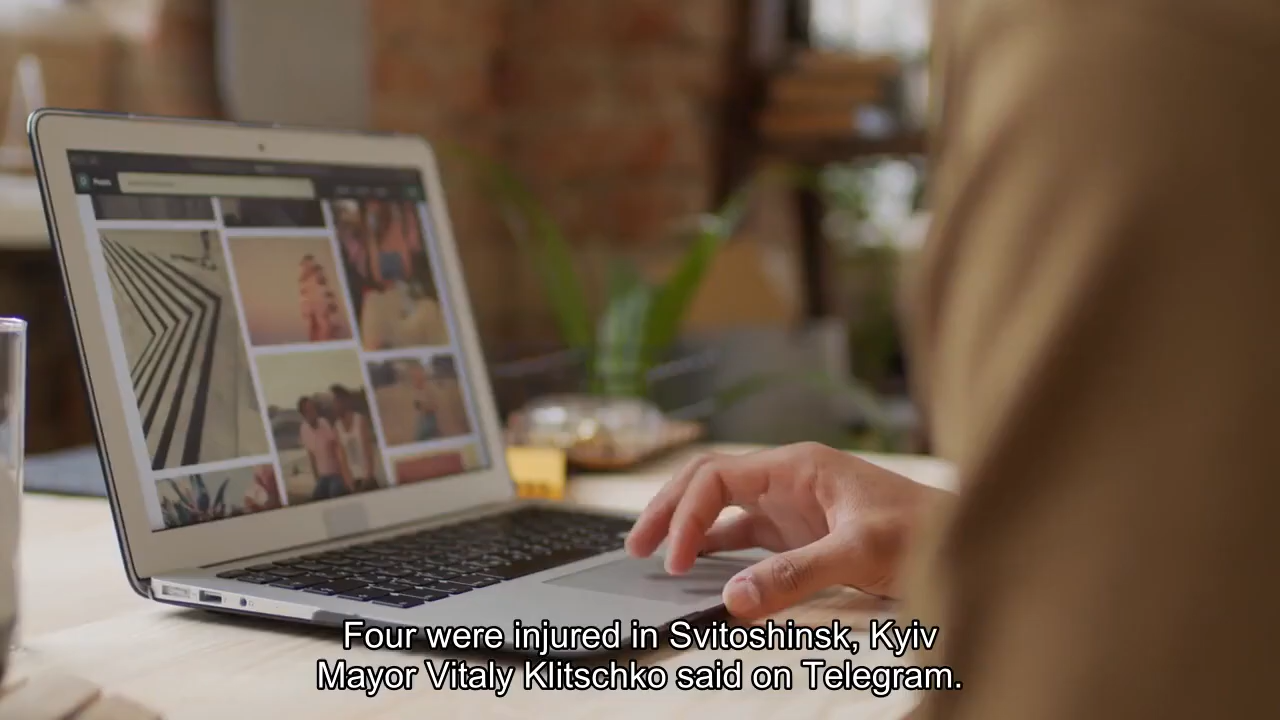 Four were injured in Svitoshinsk, Kyiv
Mayor Vitaly Klitschko said on Telegram.